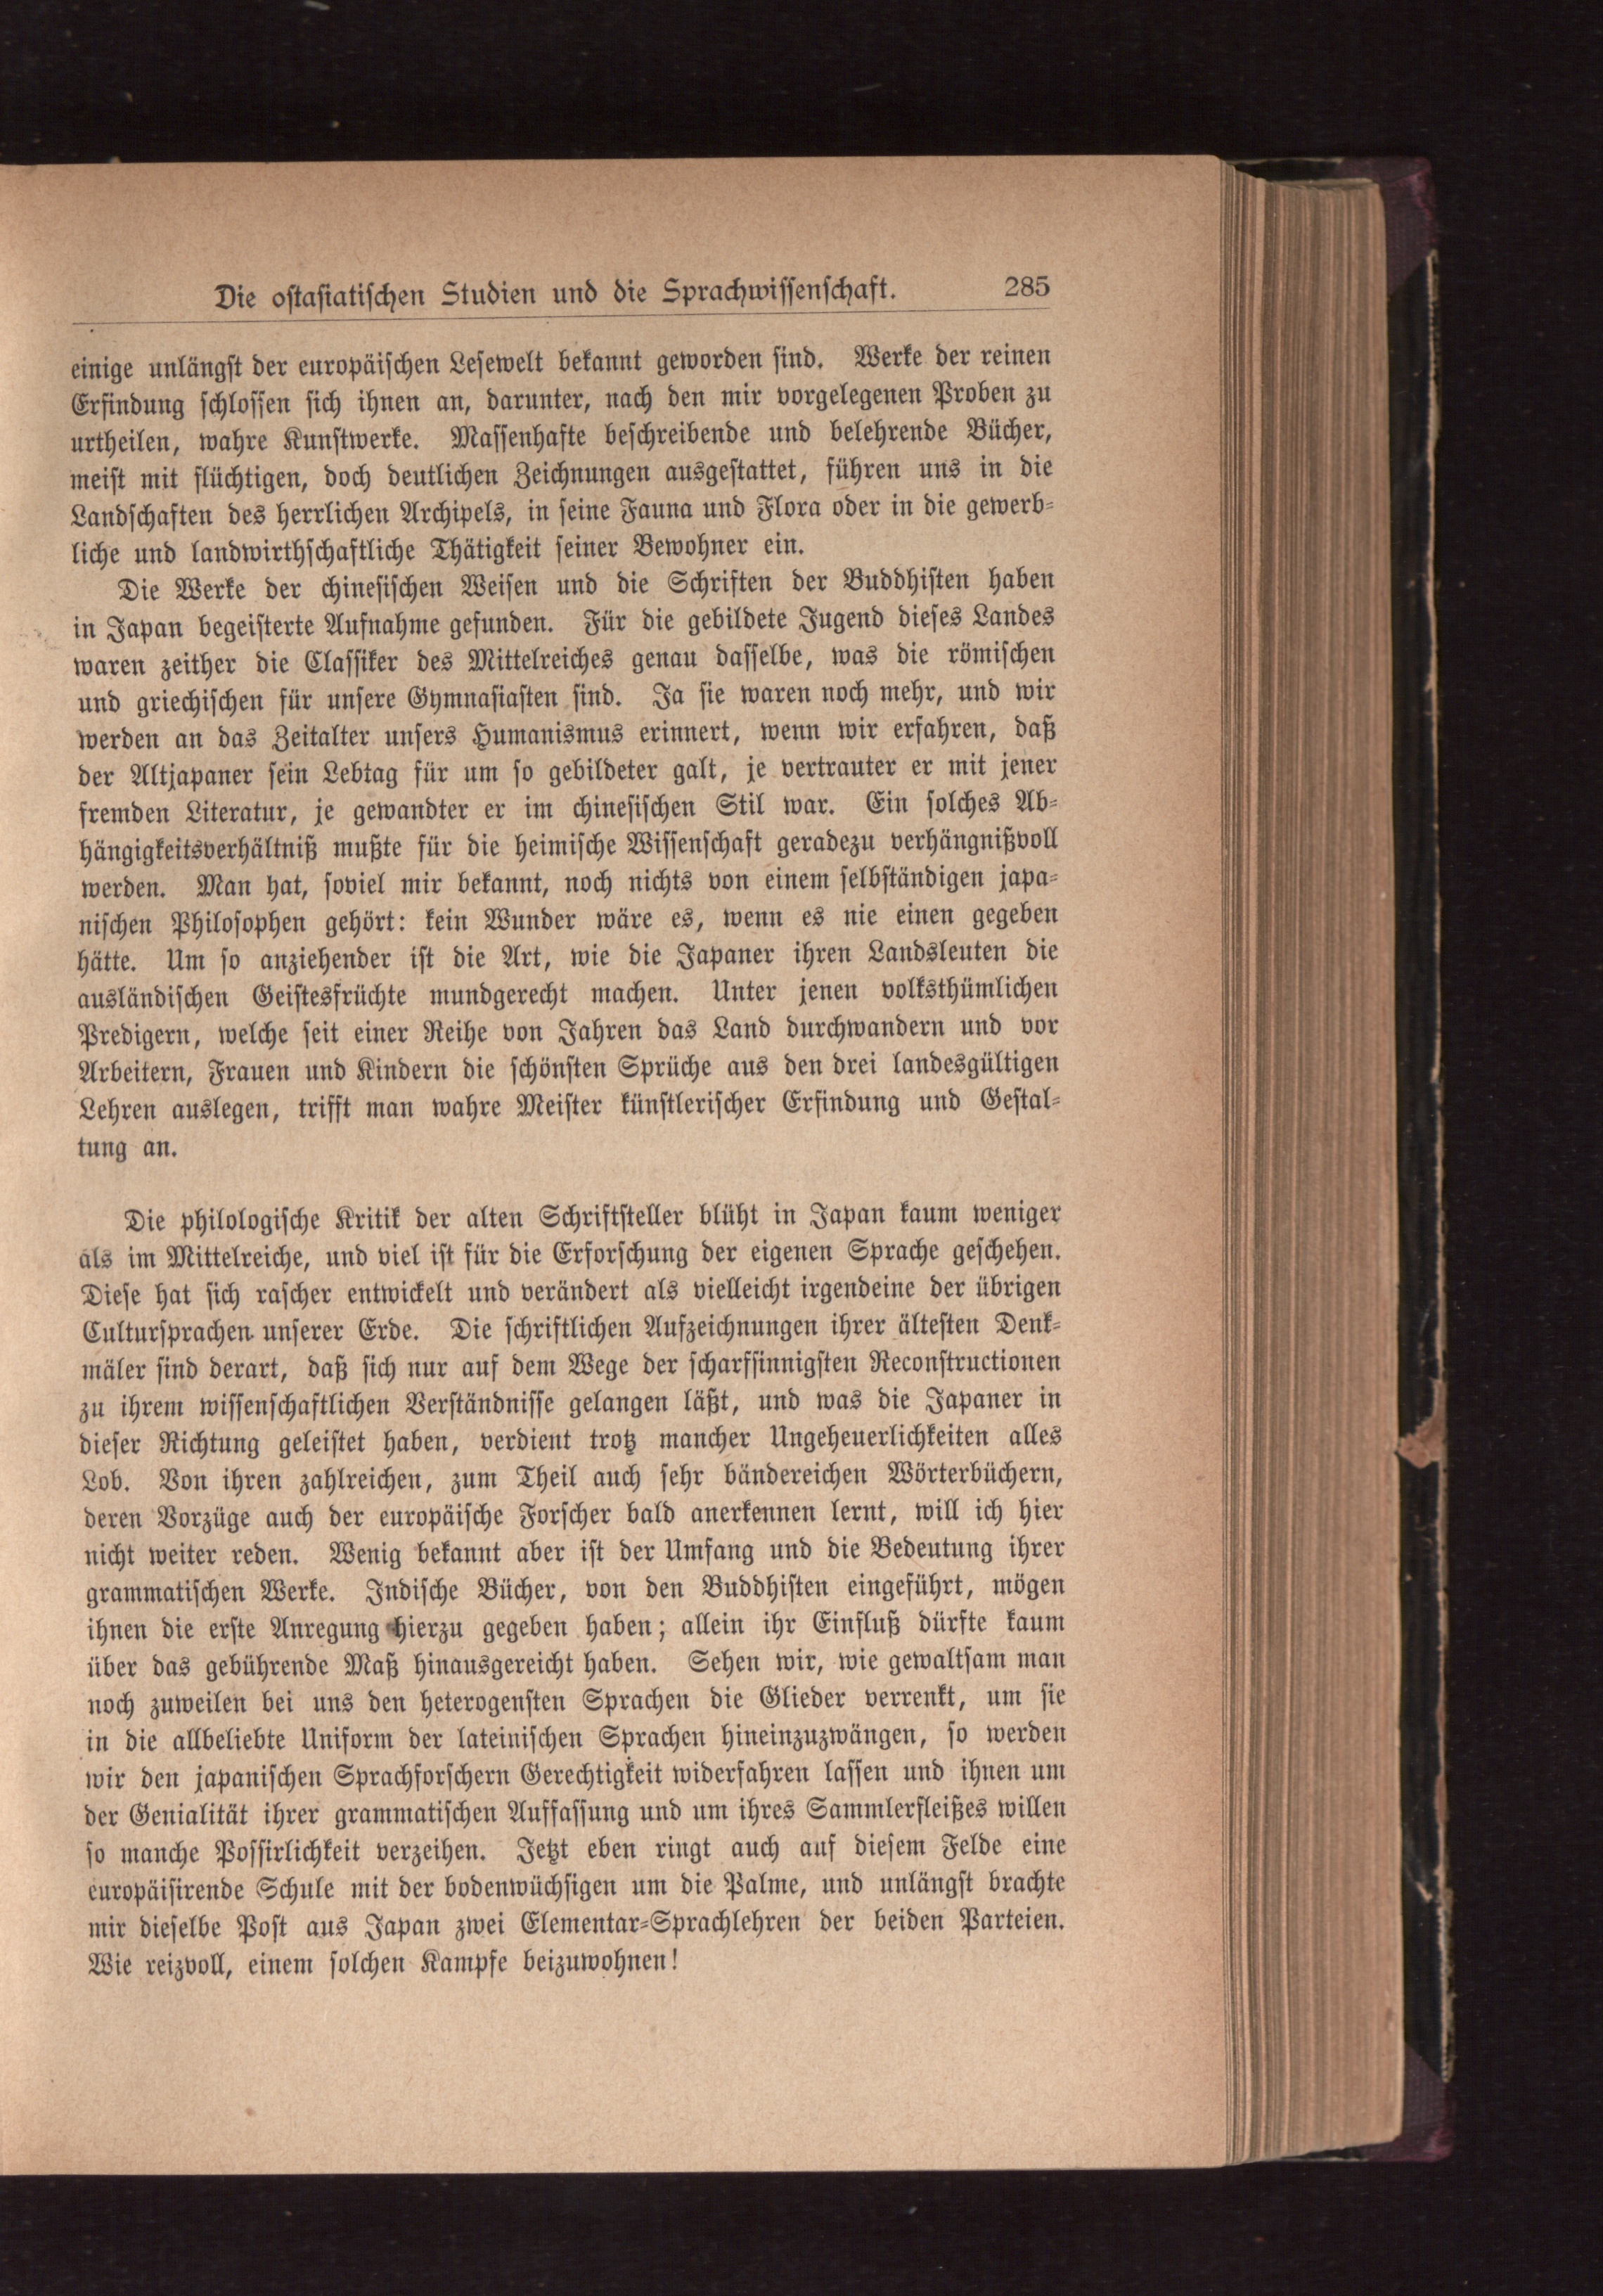 Die ostasiatischen Studien und die Sprachwissenschaft. 285
einige unlängst der europäischen Lesewelt bekannt geworden sind. Werke der reinen
Erfindung schlossen sich ihnen an, darunter, nach den mir vorgelegenen Proben zu
urtheilen, wahre Kunstwerke. Massenhafte beschreibende und belehrende Bücher,
meist mit flüchtigen, doch deutlichen Zeichnungen ausgestattet, führen uns in die
Landschaften des herrlichen Archipels, in seine Fauna und Flora oder in die gewerb-
liche und landwirthschaftliche Thätigkeit seiner Bewohner ein.
Die Werke der chinesischen Weisen und die Schriften der Buddhisten haben
in Japan begeisterte Aufnahme gefunden. Für die gebildete Jugend dieses Landes
waren zeither die Classiker des Mittelreiches genau dasselbe, was die römischen
und griechischen für unsere Gymnasiasten sind. Ja sie waren noch mehr, und wir
werden an das Zeitalter unsers Humanismus erinnert, wenn wir erfahren, daß
der Altjapaner sein Lebtag für um so gebildeter galt, je vertrauter er mit jener
fremden Literatur, je gewandter er im chinesischen Stil war. Ein solches Ab-
hängigkeitsverhältniß mußte für die heimische Wissenschaft geradezu verhängnißvoll
werden. Man hat, soviel mir bekannt, noch nichts von einem selbständigen japa-
nischen Philosophen gehört: kein Wunder wäre es, wenn es nie einen gegeben
hätte. Um so anziehender ist die Art, wie die Japaner ihren Landsleuten die
ausländischen Geistesfrüchte mundgerecht machen. Unter jenen volksthümlichen
Predigern, welche seit einer Reihe von Jahren das Land durchwandern und vor
Arbeitern, Frauen und Kindern die schönsten Sprüche aus den drei landesgültigen
Lehren auslegen, trifft man wahre Meister künstlerischer Erfindung und Gestal-
tung an.
Die philologische Kritik der alten Schriftsteller blüht in Japan kaum weniger
als im Mittelreiche, und viel ist für die Erforschung der eigenen Sprache geschehen.
Diese hat sich rascher entwickelt und verändert als vielleicht irgendeine der übrigen
Cultursprachen unserer Erde. Die schriftlichen Aufzeichnungen ihrer ältesten Denk-
mäler sind derart, daß sich nur auf dem Wege der scharfsinnigsten Reconstructionen
zu ihrem wissenschaftlichen Verständnisse gelangen läßt, und was die Japaner in
dieser Richtung geleistet haben, verdient trotz mancher Ungeheuerlichkeiten alles
Lob. Von ihren zahlreichen, zum Theil auch sehr bändereichen Wörterbüchern,
deren Vorzüge auch der europäische Forscher bald anerkennen lernt, will ich hier
nicht weiter reden. Wenig bekannt aber ist der Umfang und die Bedeutung ihrer
grammatischen Werke. Indische Bücher, von den Buddhisten eingeführt, mögen
ihnen die erste Anregung hierzu gegeben haben; allein ihr Einfluß dürfte kaum
über das gebührende Maß hinausgereicht haben. Sehen wir, wie gewaltsam man
noch zuweilen bei uns den heterogensten Sprachen die Glieder verrenkt, um sie
in die allbeliebte Uniform der lateinischen Sprachen hineinzuzwängen, so werden
wir den japanischen Sprachforschern Gerechtigkeit widerfahren lassen und ihnen um
der Genialität ihrer grammatischen Auffassung und um ihres Sammlerfleißes willen
so manche Possirlichkeit verzeihen. Jetzt eben ringt auch auf diesem Felde eine
europäisirende Schule mit der bodenwüchsigen um die Palme, und unlängst brachte
mir dieselbe Post aus Japan zwei Elementar-Sprachlehren der beiden Parteien.
Wie reizvoll, einem solchen Kampfe beizuwohnen!